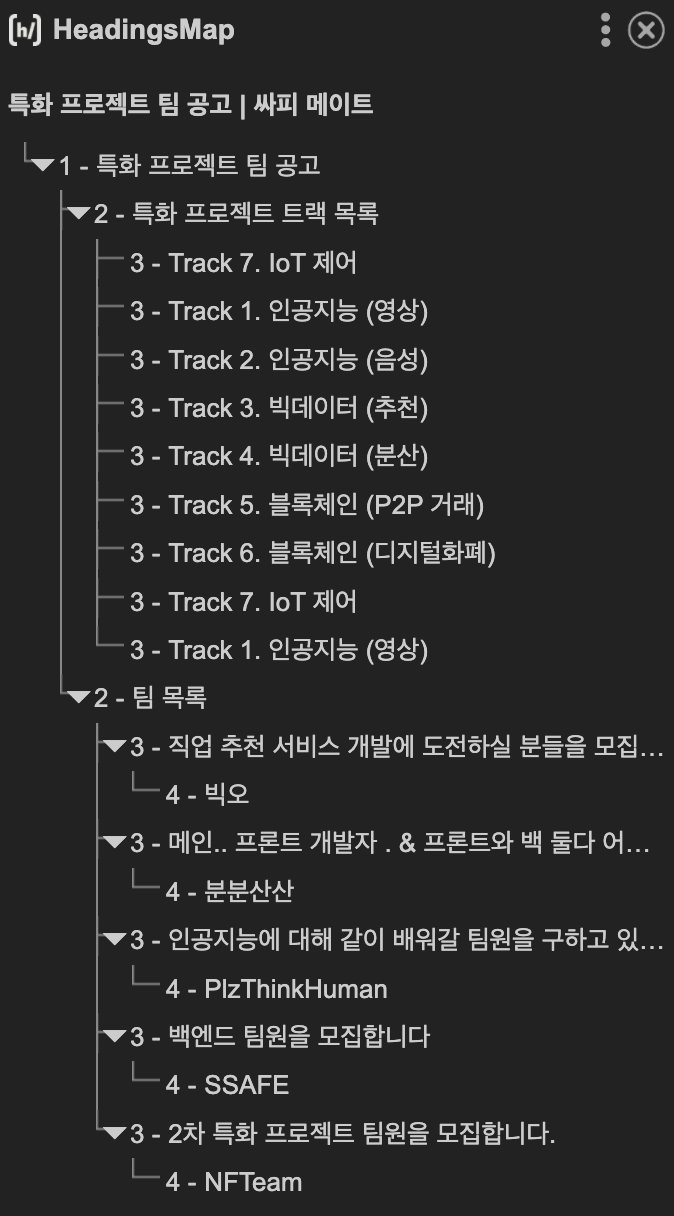 [h/] HeadingsMap
특화 프로젝트 팀 공고 | 싸피 메이트
1 - 특화 프로젝트 팀 공고
2 - 특화 프로젝트 트랙 목록
3 - Track 7. IoT 제어
3 - Track 1. 인공지능 (영상)
3 - Track 2. 인공지능 (음성)
3 - Track 3. 빅데이터 (추천)
3 - Track 4. 빅데이터 (분산)
3 - Track 5. 블록체인 (P2P 거래)
3 - Track 6. 블록체인 (디지털화폐)
3 - Track 7. IoT 제어
3 - Track 1. 인공지능 (영상)
2 - 팀 목록
3 - 직업 추천 서비스 개발에 도전하실 분들을 모집...
4 - 빅오
3 - 메인.. 프론트 개발자 . & 프론트와 백 둘다 어...
4 - 분분산산
3 - 인공지능에 대해 같이 배워갈 팀원을 구하고 있...
4 - PlzThinkHuman
3 - 백엔드 팀원을 모집합니다
4 - SSAFE
3 - 2차 특화 프로젝트 팀원을 모집합니다.
4 - NFTeam